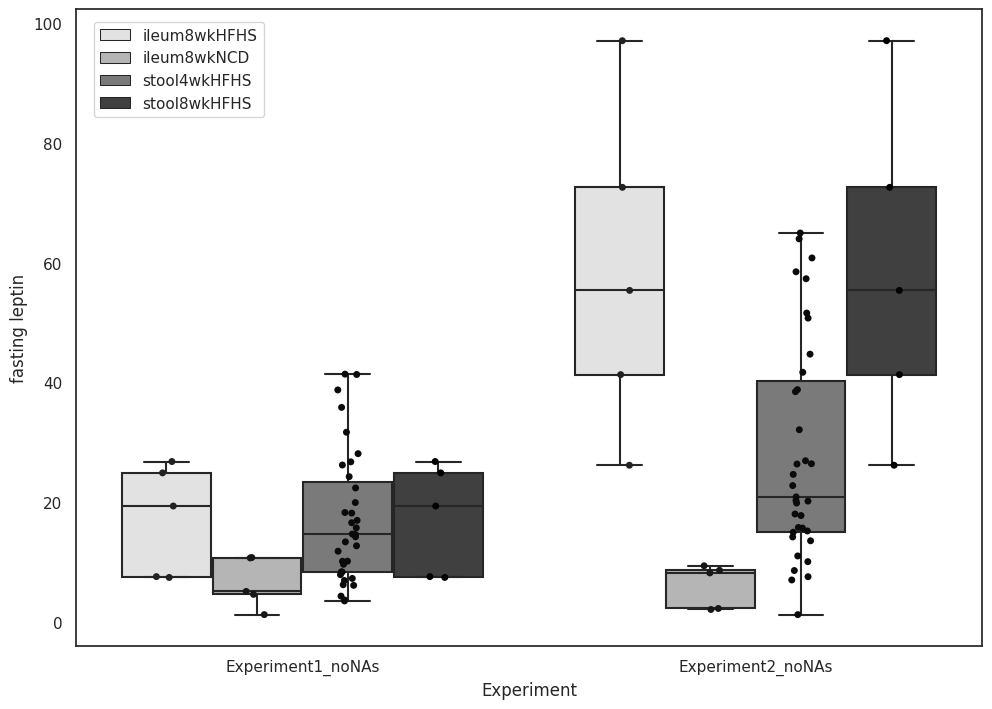 100
80
60
40
20
0
fasting leptin
ileum8wkHFHS
ileum8wkNCD
stool4wkHFHS
stool8wkHFHS
Experiment1_noNAs
Experiment2_noNAs
Experiment